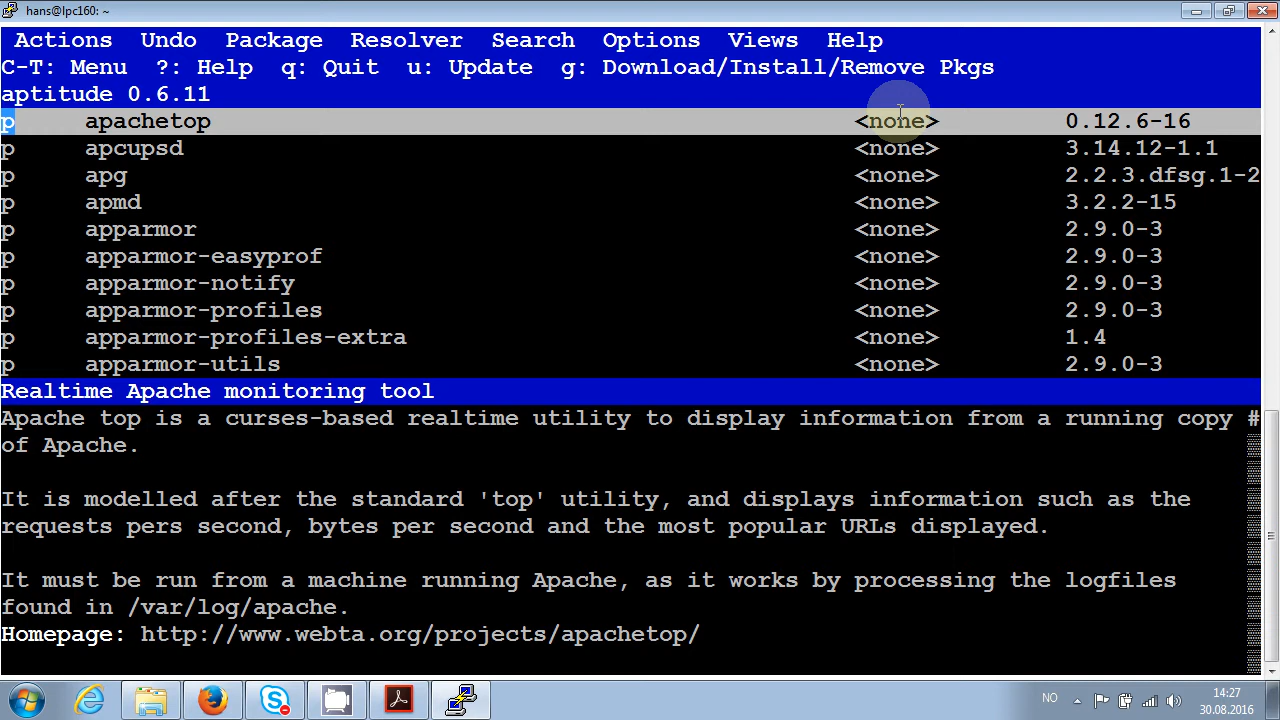 hans@lpc160: ~
Actions Undo Package Resolver Search Options Views Help
C-T: Menu ?: Help q: Quit u: Update g: Download/Install/Remove Pkgs
aptitude 0.6.11
p apachetop <none> 0.12.6-16
p apcupsd <none> 3.14.12-1.1
p apg <none> 2.2.3.dfsg.1-2
p apmd <none> 3.2.2-15
p apparmor <none> 2.9.0-3
p apparmor-easyprof <none> 2.9.0-3
p apparmor-notify <none> 2.9.0-3
p apparmor-profiles <none> 2.9.0-3
p apparmor-profiles-extra <none> 1.4
p apparmor-utils <none> 2.9.0-3
Realtime Apache monitoring tool
Apache top is a curses-based realtime utility to display information from a running copy #
of Apache.
It is modelled after the standard 'top' utility, and displays information such as the
requests pers second, bytes per second and the most popular URLs displayed.
It must be run from a machine running Apache, as it works by processing the logfiles
found in /var/log/apache.
Homepage: http://www.webta.org/projects/apachetop/
NO
14:27
30.08.2016